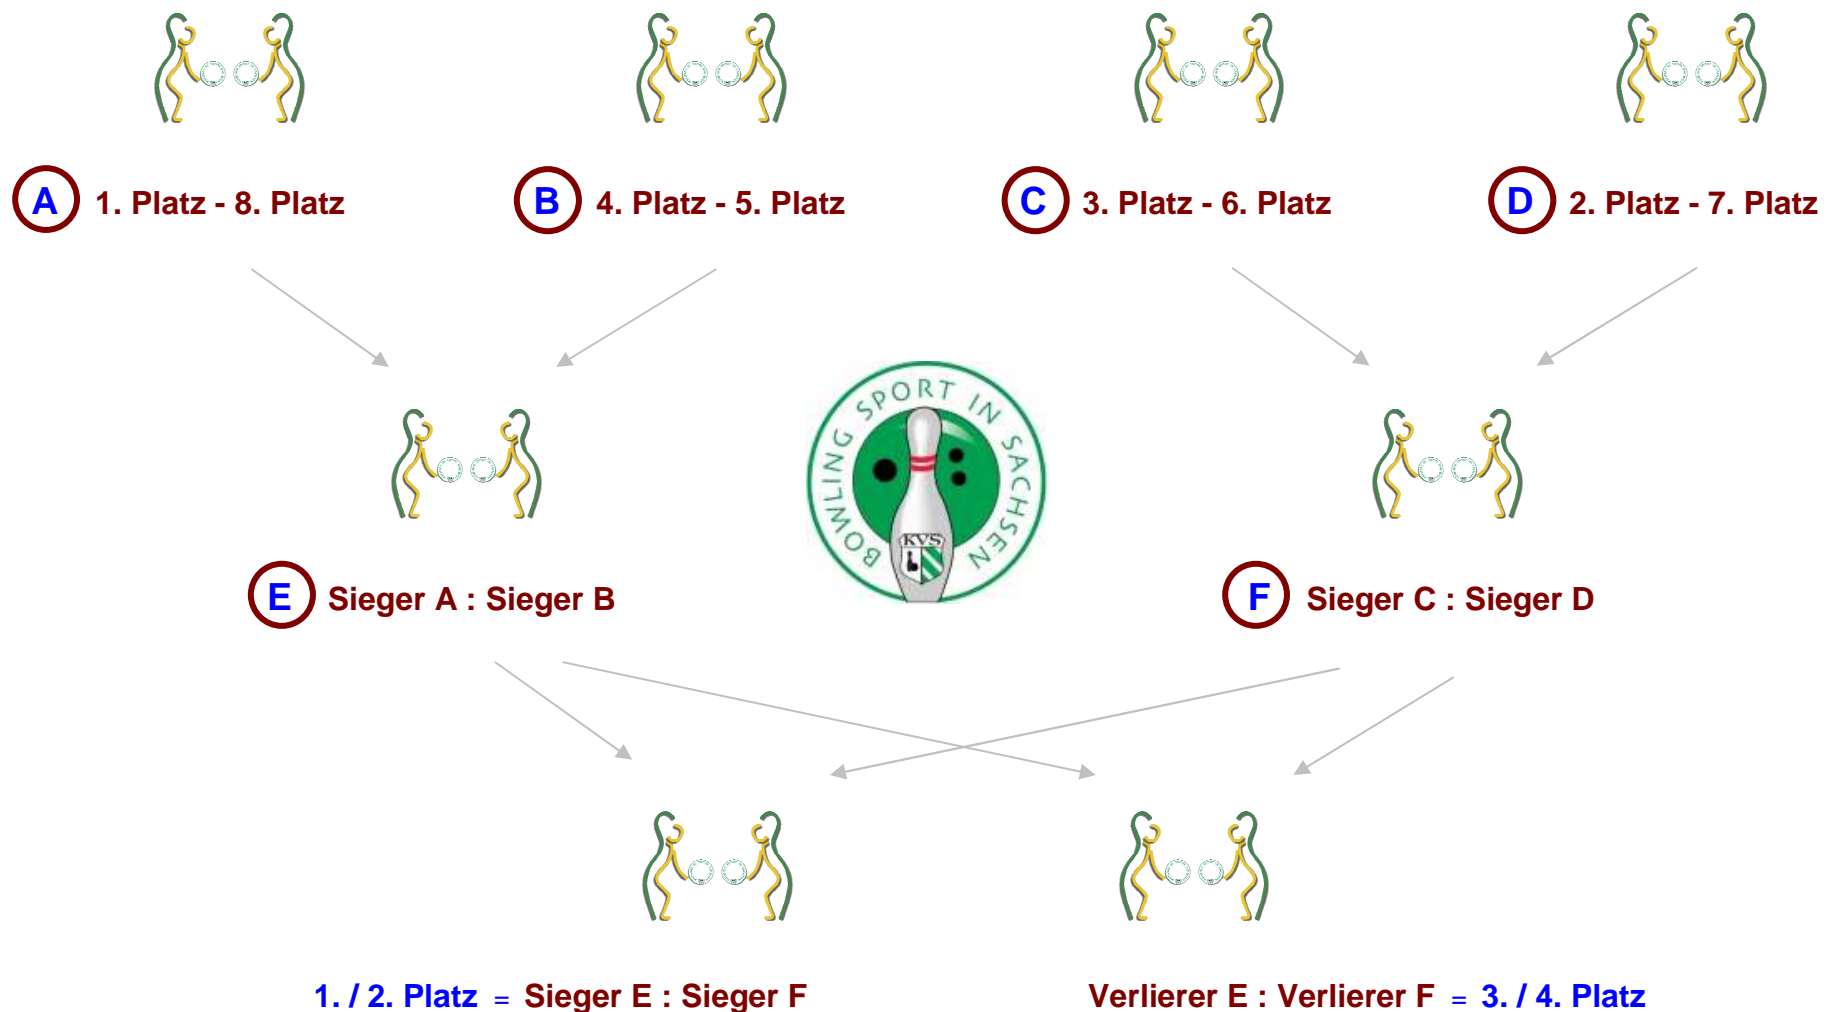 A 1. Platz - 8. Platz
B 4. Platz - 5. Platz
C 3. Platz - 6. Platz
D 2. Platz - 7. Platz
BOWLING SPORT IN SACHSEN
KVS
E Sieger A : Sieger B
F Sieger C : Sieger D
1. / 2. Platz = Sieger E : Sieger F
Verlierer E : Verlierer F = 3. / 4. Platz